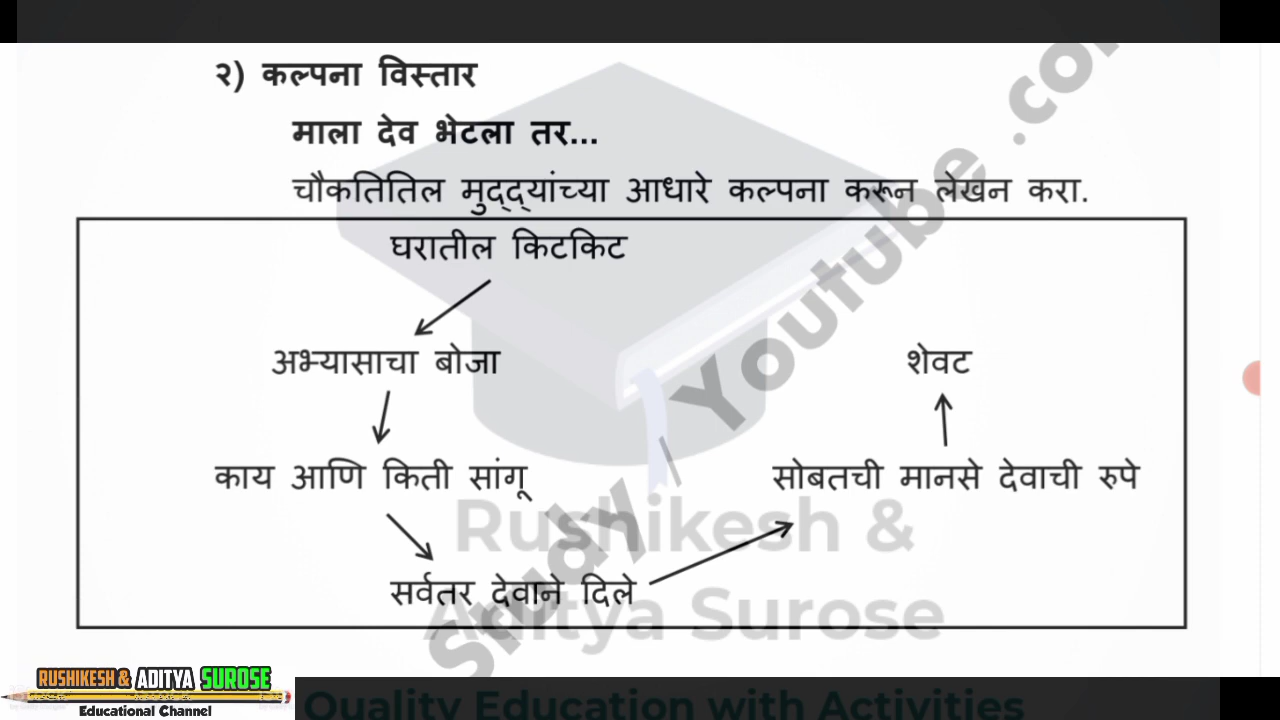 २) कल्पना विस्तार
माला देव भेटला तर...
चौकतितिल मुद्द्यांच्या आधारे कल्पना करून लेखन करा.
घरातील किटकिट
अभ्यासाचा बोजा
काय आणि किती सांगू
सर्वतर देवाने दिले
सोबतची मानसे देवाची रुपे
शेवट
Study / Youtube .com
Rushikesh &
Aditya Surose
RUSHIKESH & ADITYA SUROSE
Educational Channel
Quality Education with Activities